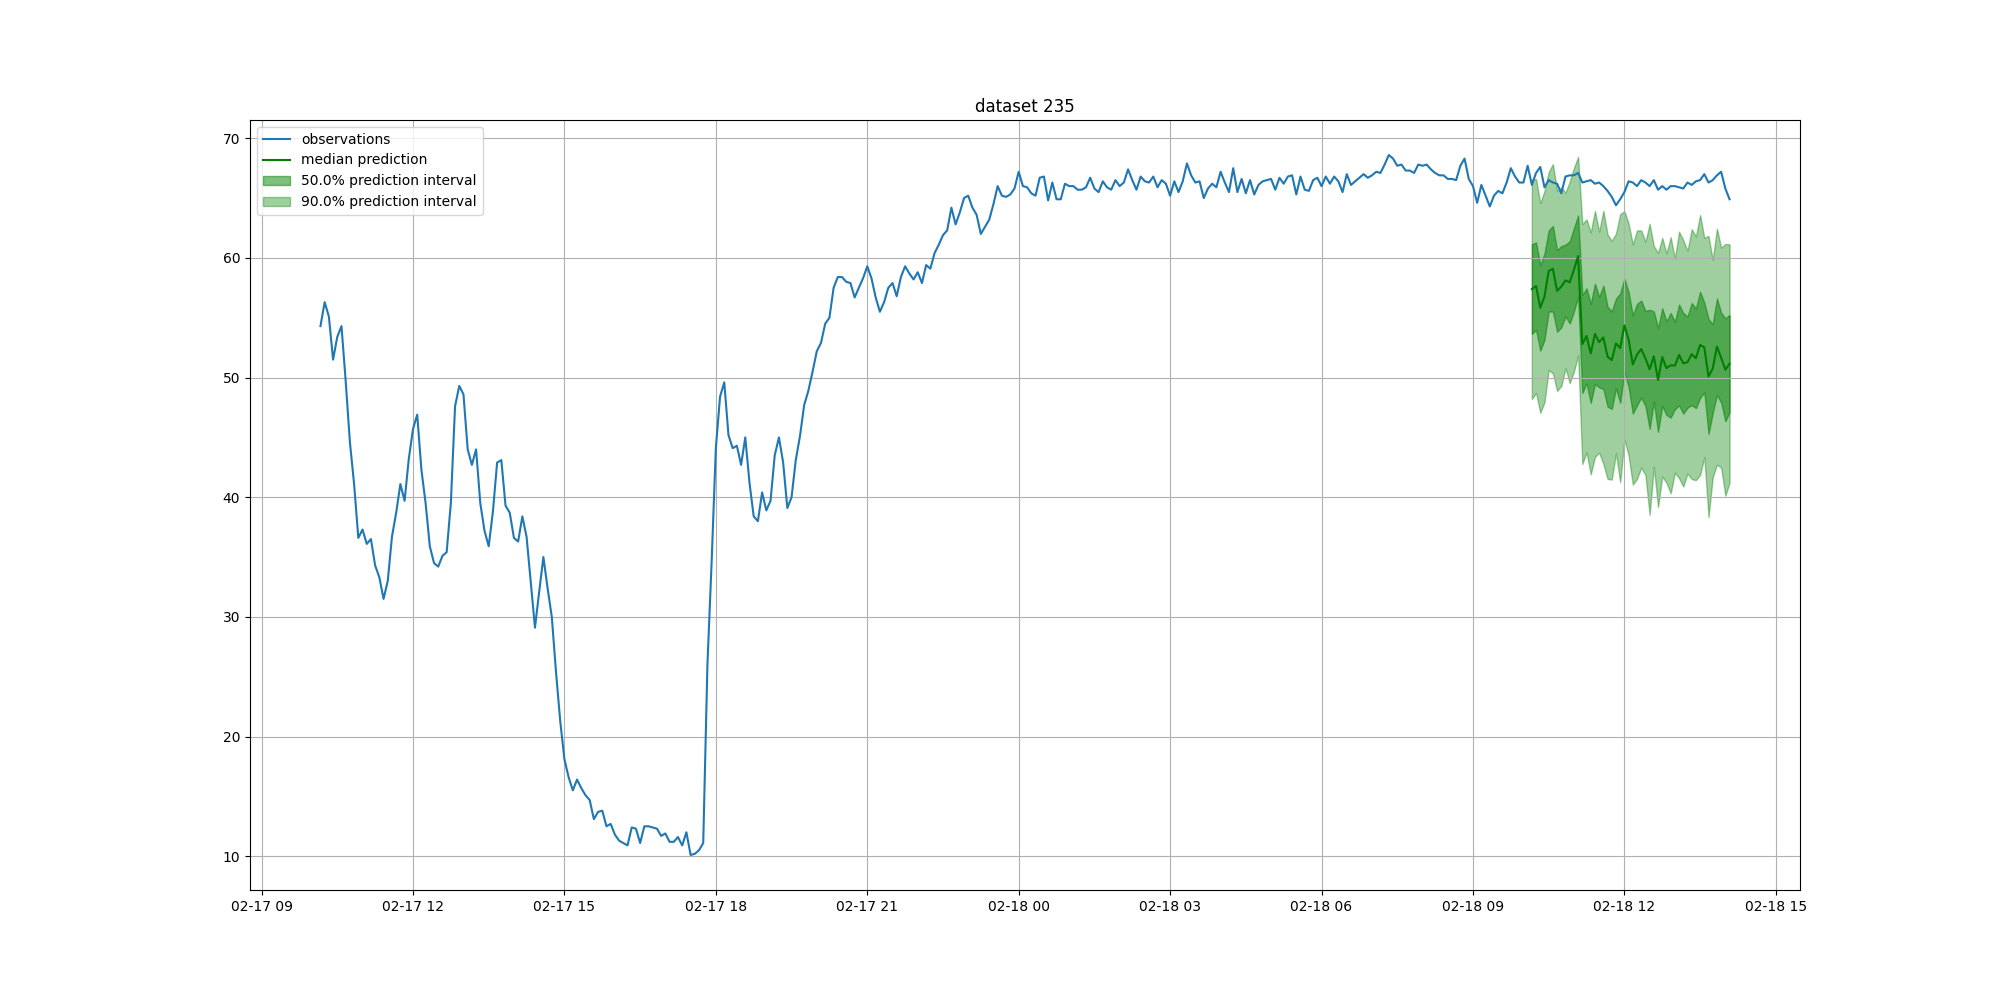 dataset 235
observations
median prediction
50.0% prediction interval
90.0% prediction interval
70
60
50
40
30
20
10
02-17 09 02-17 12 02-17 15 02-17 18 02-17 21 02-18 00 02-18 03 02-18 06 02-18 09 02-18 12 02-18 15